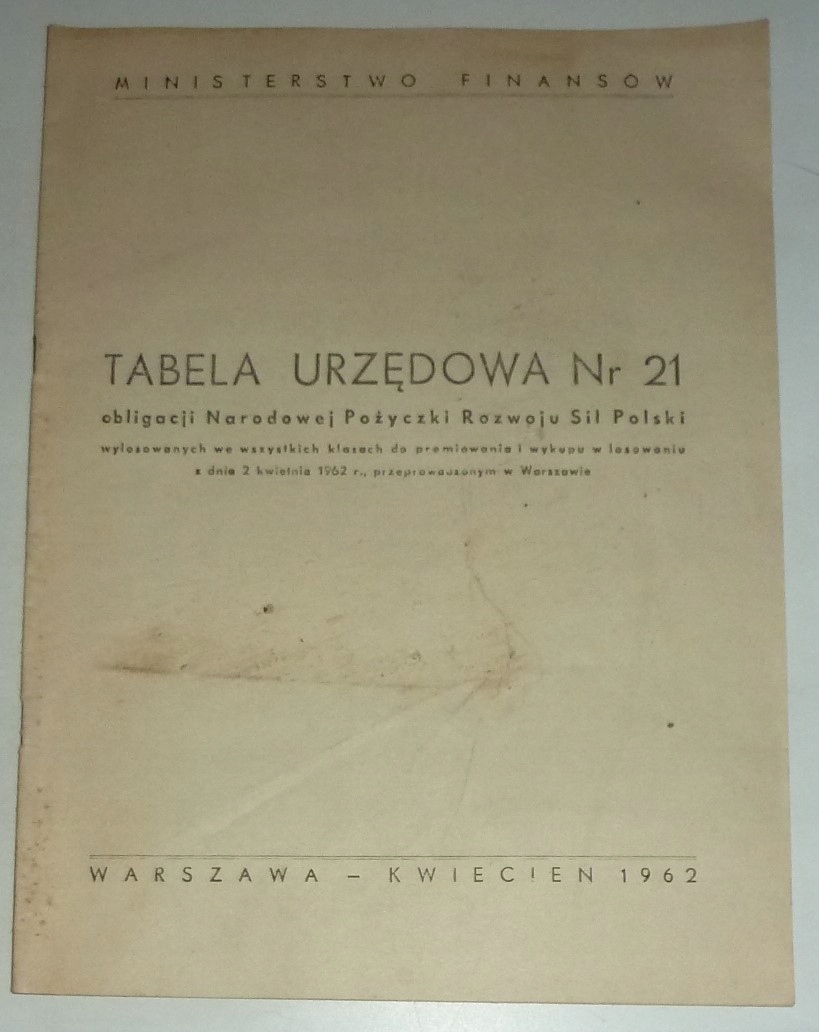 MINISTERSTWO FINANSOW
TABELA URZĘDOWA Nr 21
obligacji Narodowej Pożyczki Rozwoju Sil Polski
wylosowanych we wszystkich klasach do premiowania i wykupu w losowaniu
z dnia 2 kwietnia 1962 r., przeprowadzonym w Warszawie
WARSZAWA – KWIECIEN 1962